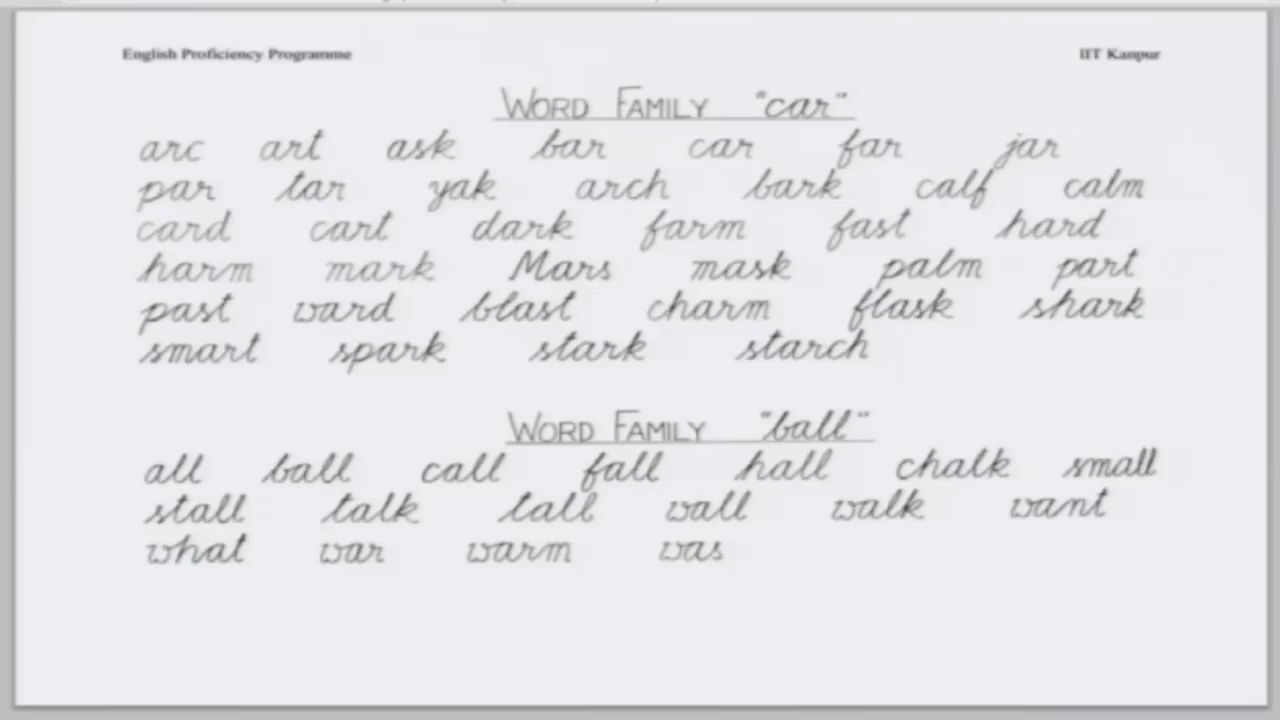 English Proficiency Programme IIT Kanpur
WORD FAMILY "car"
arc art ask bar car far jar
par tar yak arch bark calf calm
card cart dark farm fast hard
harm mark Mars mask palm part
past ward blast charm flask shark
smart spark stark starch
WORD FAMILY "ball"
all ball call fall hall chalk small
stall talk tall wall walk want
what war warm was